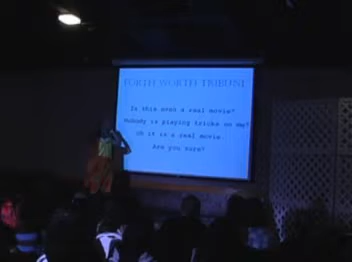 FORTH WORTH TRIBUNE
Is this even a real movie?
Nobody is playing tricks on me?
Oh it is a real movie.
Are you sure?